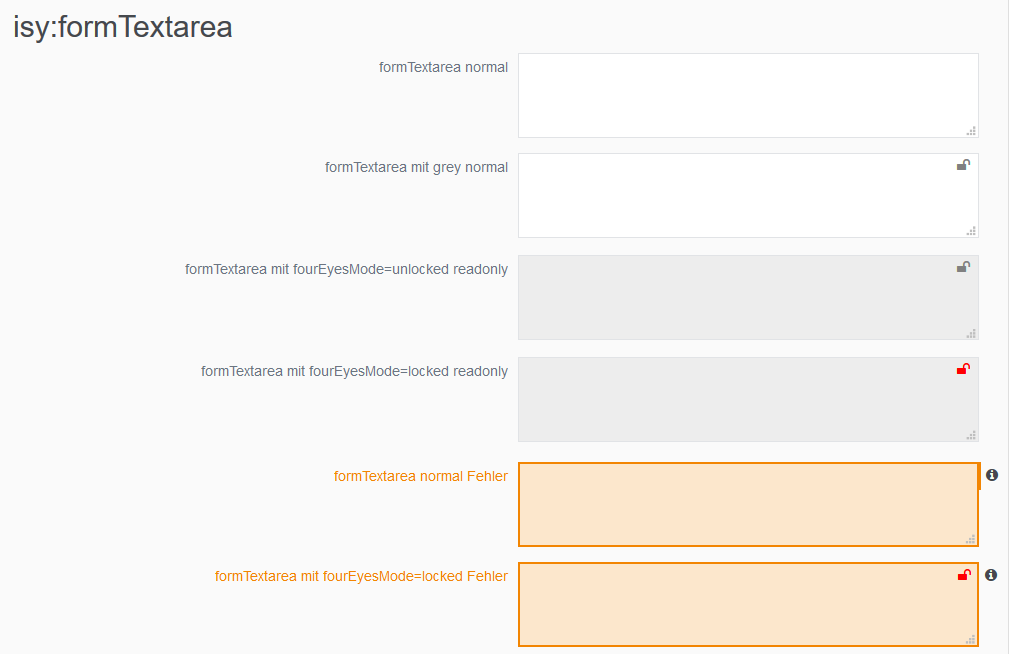 isy:formTextarea
formTextarea normal
formTextarea mit grey normal
formTextarea mit fourEyesMode=unlocked readonly
formTextarea mit fourEyesMode=locked readonly
formTextarea normal Fehler
formTextarea mit fourEyesMode=locked Fehler